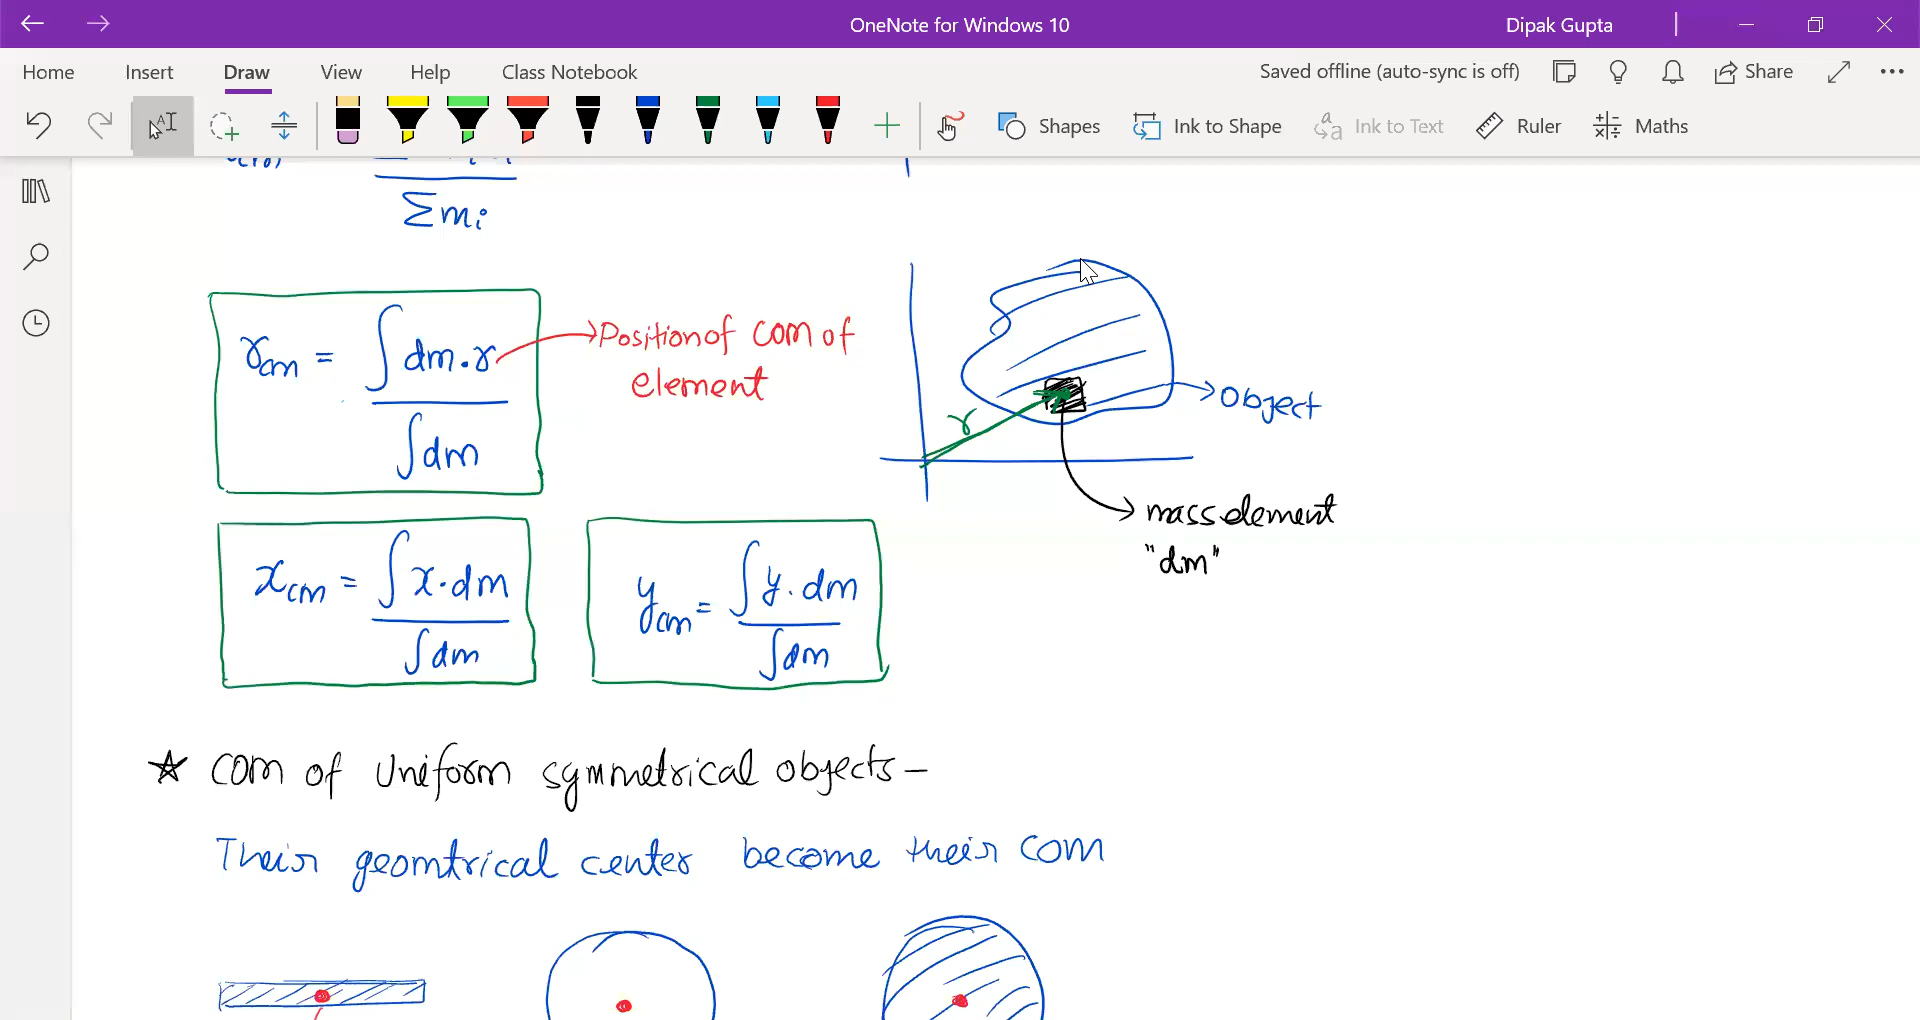 OneNote for Windows 10
Dipak Gupta
Home Insert Draw View Help Class Notebook
Saved offline (auto-sync is off)
Share
Shapes Ink to Shape Ink to Text Ruler Maths
Σmi
rcm = ∫dm.r / ∫dm
Position of COM of
element
r
Object
mass element
"dm"
xcm = ∫x.dm / ∫dm
ycm = ∫y.dm / ∫dm
☆ COM of Uniform symmetrical objects –
Their geomtrical center become their COM